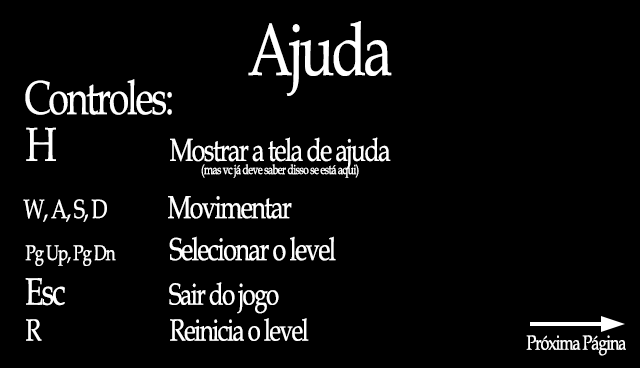 Ajuda
Controles:
H Mostrar a tela de ajuda
(mas vc já deve saber disso se está aqui)
W, A, S, D Movimentar
Pg Up, Pg Dn Selecionar o level
Esc Sair do jogo
R Reinicia o level
Próxima Página